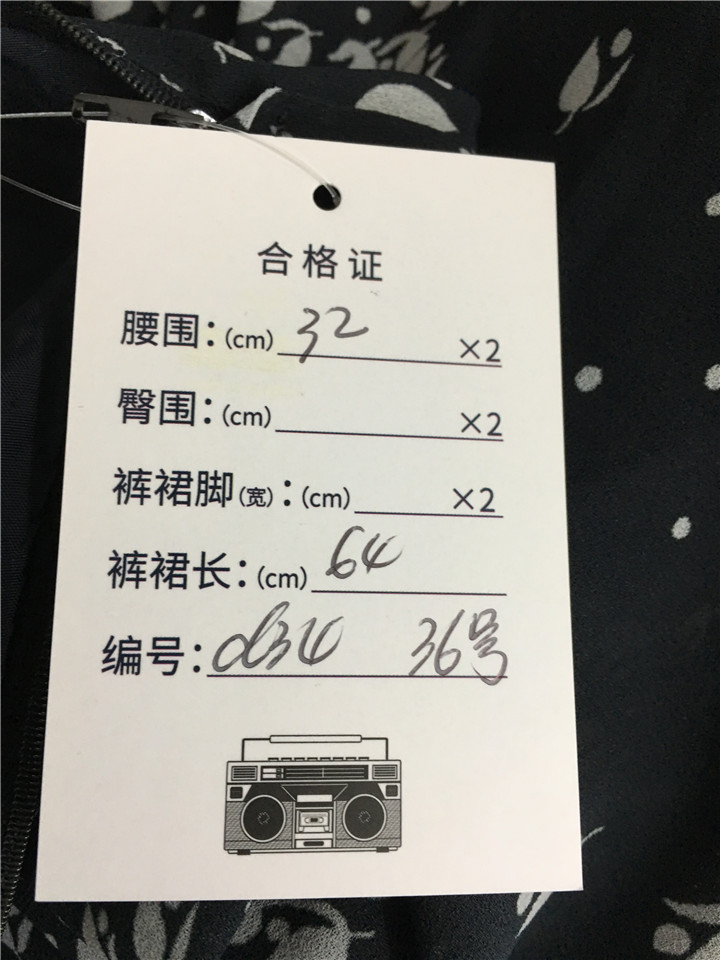 合格证
腰围：(cm) 32 ×2
臀围：(cm) ×2
裤裙脚(宽)：(cm) ×2
裤裙长：(cm) 64
编号：d34 36号